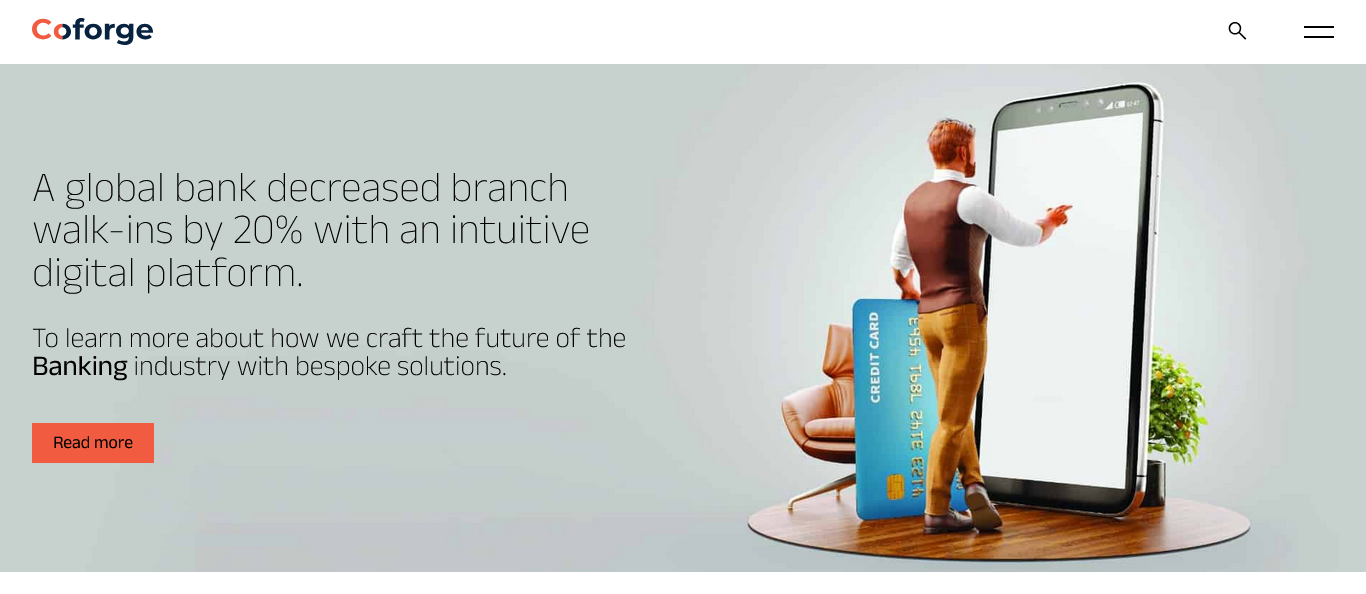 Coforge
A global bank decreased branch
walk-ins by 20% with an intuitive
digital platform.
To learn more about how we craft the future of the
Banking industry with bespoke solutions.
Read more
12:47
CREDIT CARD
4123 3142 7891 4563